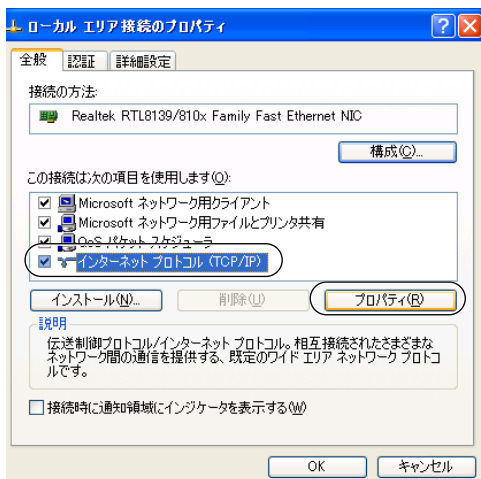 ローカル エリア接続のプロパティ
全般 認証 詳細設定
接続の方法:
Realtek RTL8139/810x Family Fast Ethernet NIC
構成(C)...
この接続は次の項目を使用します(O):
Microsoft ネットワーク用クライアント
Microsoft ネットワーク用ファイルとプリンタ共有
QoS パケット スケジューラ
インターネット プロトコル (TCP/IP)
インストール(N)... 削除(U) プロパティ(R)
説明
伝送制御プロトコル/インターネット プロトコル。相互接続されたさまざまな
ネットワーク間の通信を提供する、既定のワイド エリア ネットワーク プロトコ
ルです。
接続時に通知領域にインジケータを表示する(W)
OK キャンセル